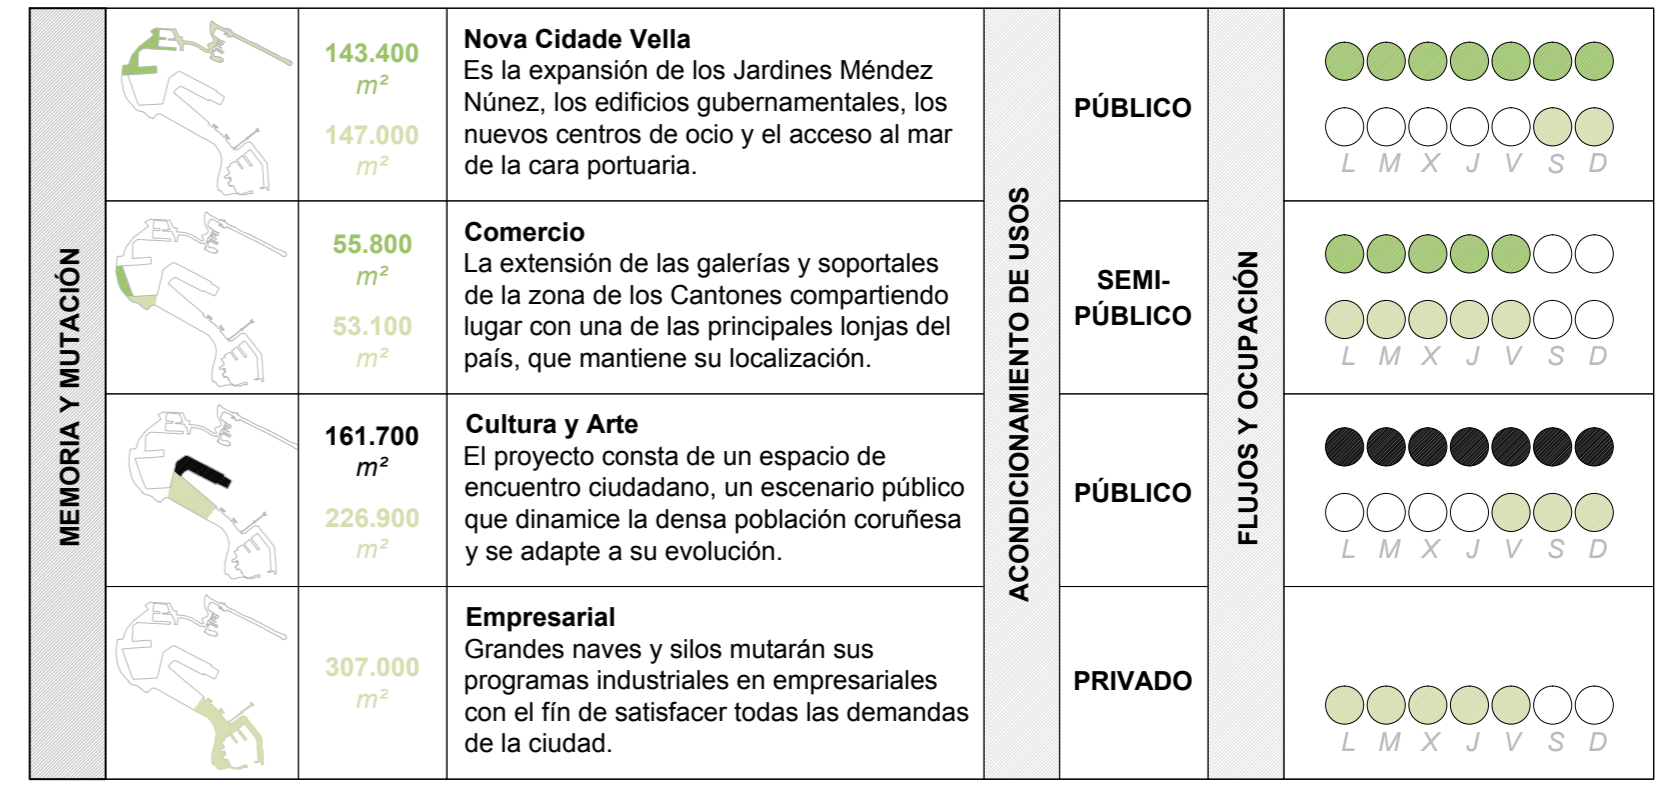 MEMORIA Y MUTACIÓN
143.400
m²
147.000
m²
Nova Cidade Vella
Es la expansión de los Jardines Méndez
Núnez, los edificios gubernamentales, los
nuevos centros de ocio y el acceso al mar
de la cara portuaria.
ACONDICIONAMIENTO DE USOS
PÚBLICO
FLUJOS Y OCUPACIÓN
L M X J V S D
55.800
m²
53.100
m²
Comercio
La extensión de las galerías y soportales
de la zona de los Cantones compartiendo
lugar con una de las principales lonjas del
país, que mantiene su localización.
SEMI-
PÚBLICO
L M X J V S D
161.700
m²
226.900
m²
Cultura y Arte
El proyecto consta de un espacio de
encuentro ciudadano, un escenario público
que dinamice la densa población coruñesa
y se adapte a su evolución.
PÚBLICO
L M X J V S D
307.000
m²
Empresarial
Grandes naves y silos mutarán sus
programas industriales en empresariales
con el fín de satisfacer todas las demandas
de la ciudad.
PRIVADO
L M X J V S D